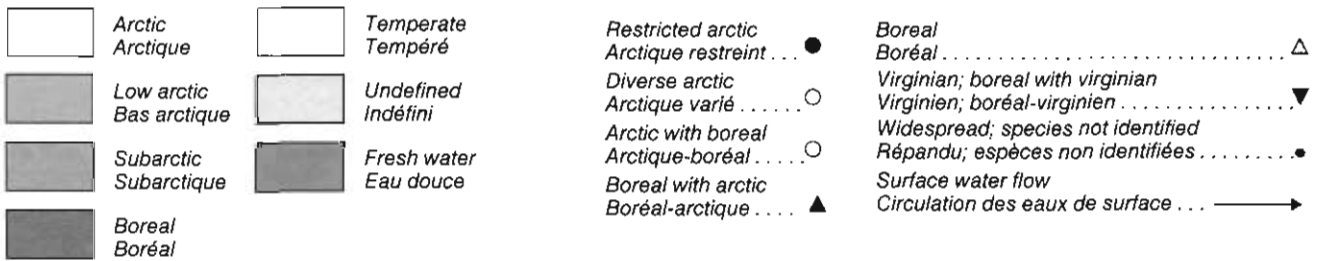 Arctic
Arctique
Low arctic
Bas arctique
Subarctic
Subarctique
Boreal
Boréal
Temperate
Tempéré
Undefined
Indéfini
Fresh water
Eau douce
Restricted arctic
Arctique restreint . . .
Diverse arctic
Arctique varié . . . . . .
Arctic with boreal
Arctique-boréal . . . . .
Boreal with arctic
Boréal-arctique . . . .
Boreal
Boréal . . . . . . . . . . . . . . . . . . . . . . . . . . . . . . . .
Virginian; boreal with virginian
Virginien; boréal-virginien . . . . . . . . . . . . . . . .
Widespread; species not identified
Répandu; espèces non identifiées . . . . . . . . .
Surface water flow
Circulation des eaux de surface . . .